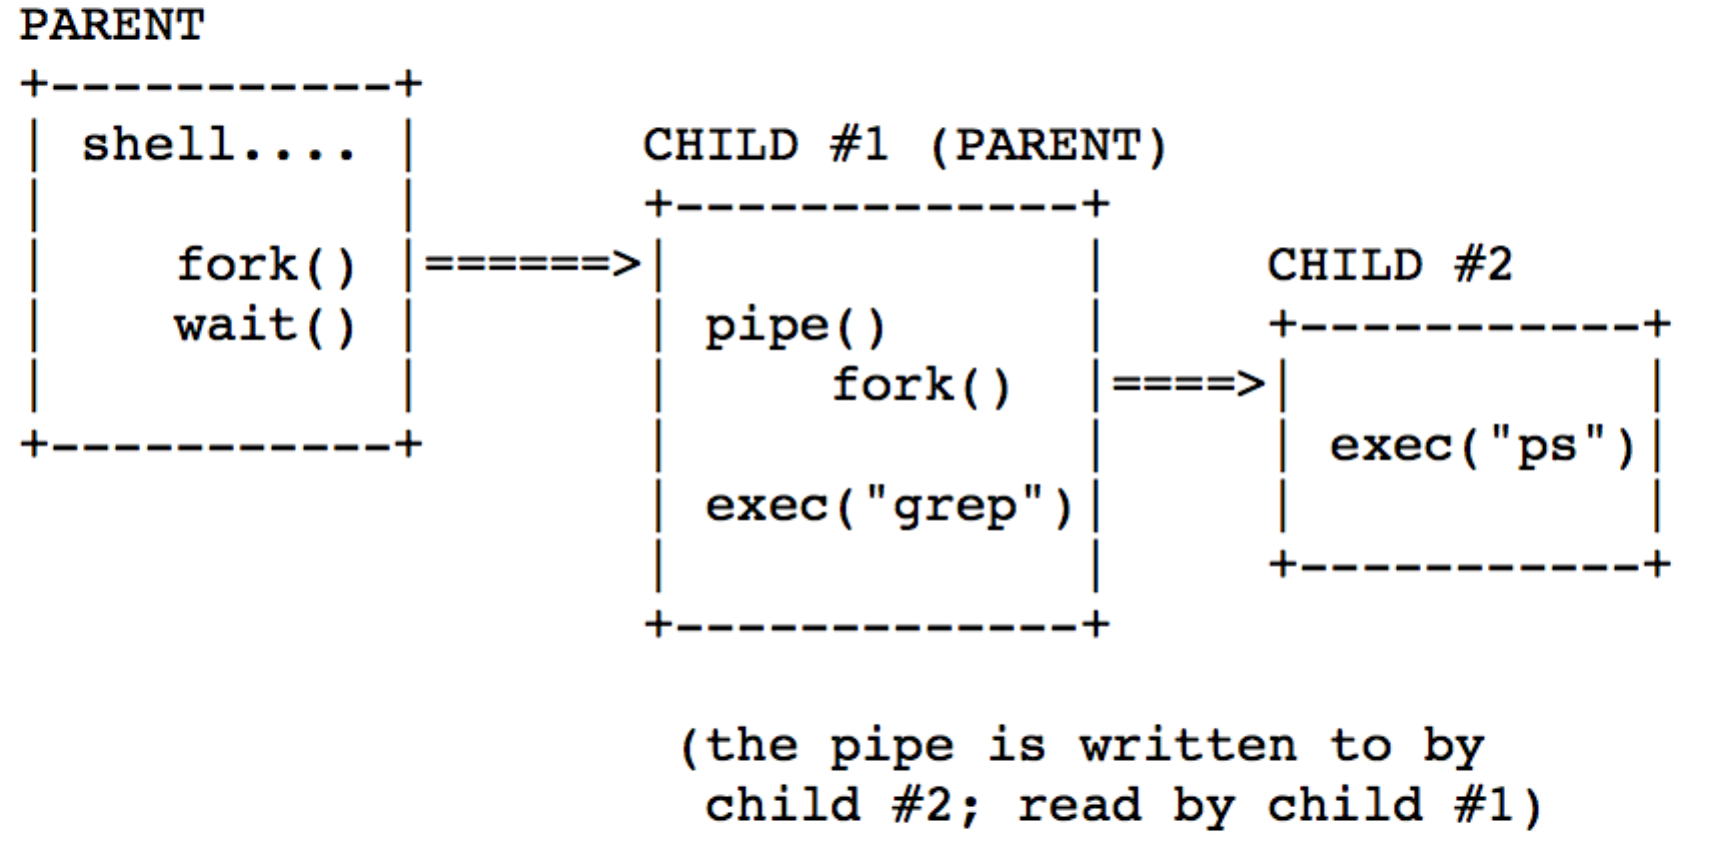 PARENT
+-----------+
| shell.... |
CHILD #1 (PARENT)
+-------------+
| fork() |======>| |
CHILD #2
| wait() | | pipe() | +-----------+
| | | fork() |====>| |
+-----------+ | | | exec("ps")|
| exec("grep")| | |
| | +-----------+
+-------------+
(the pipe is written to by
child #2; read by child #1)